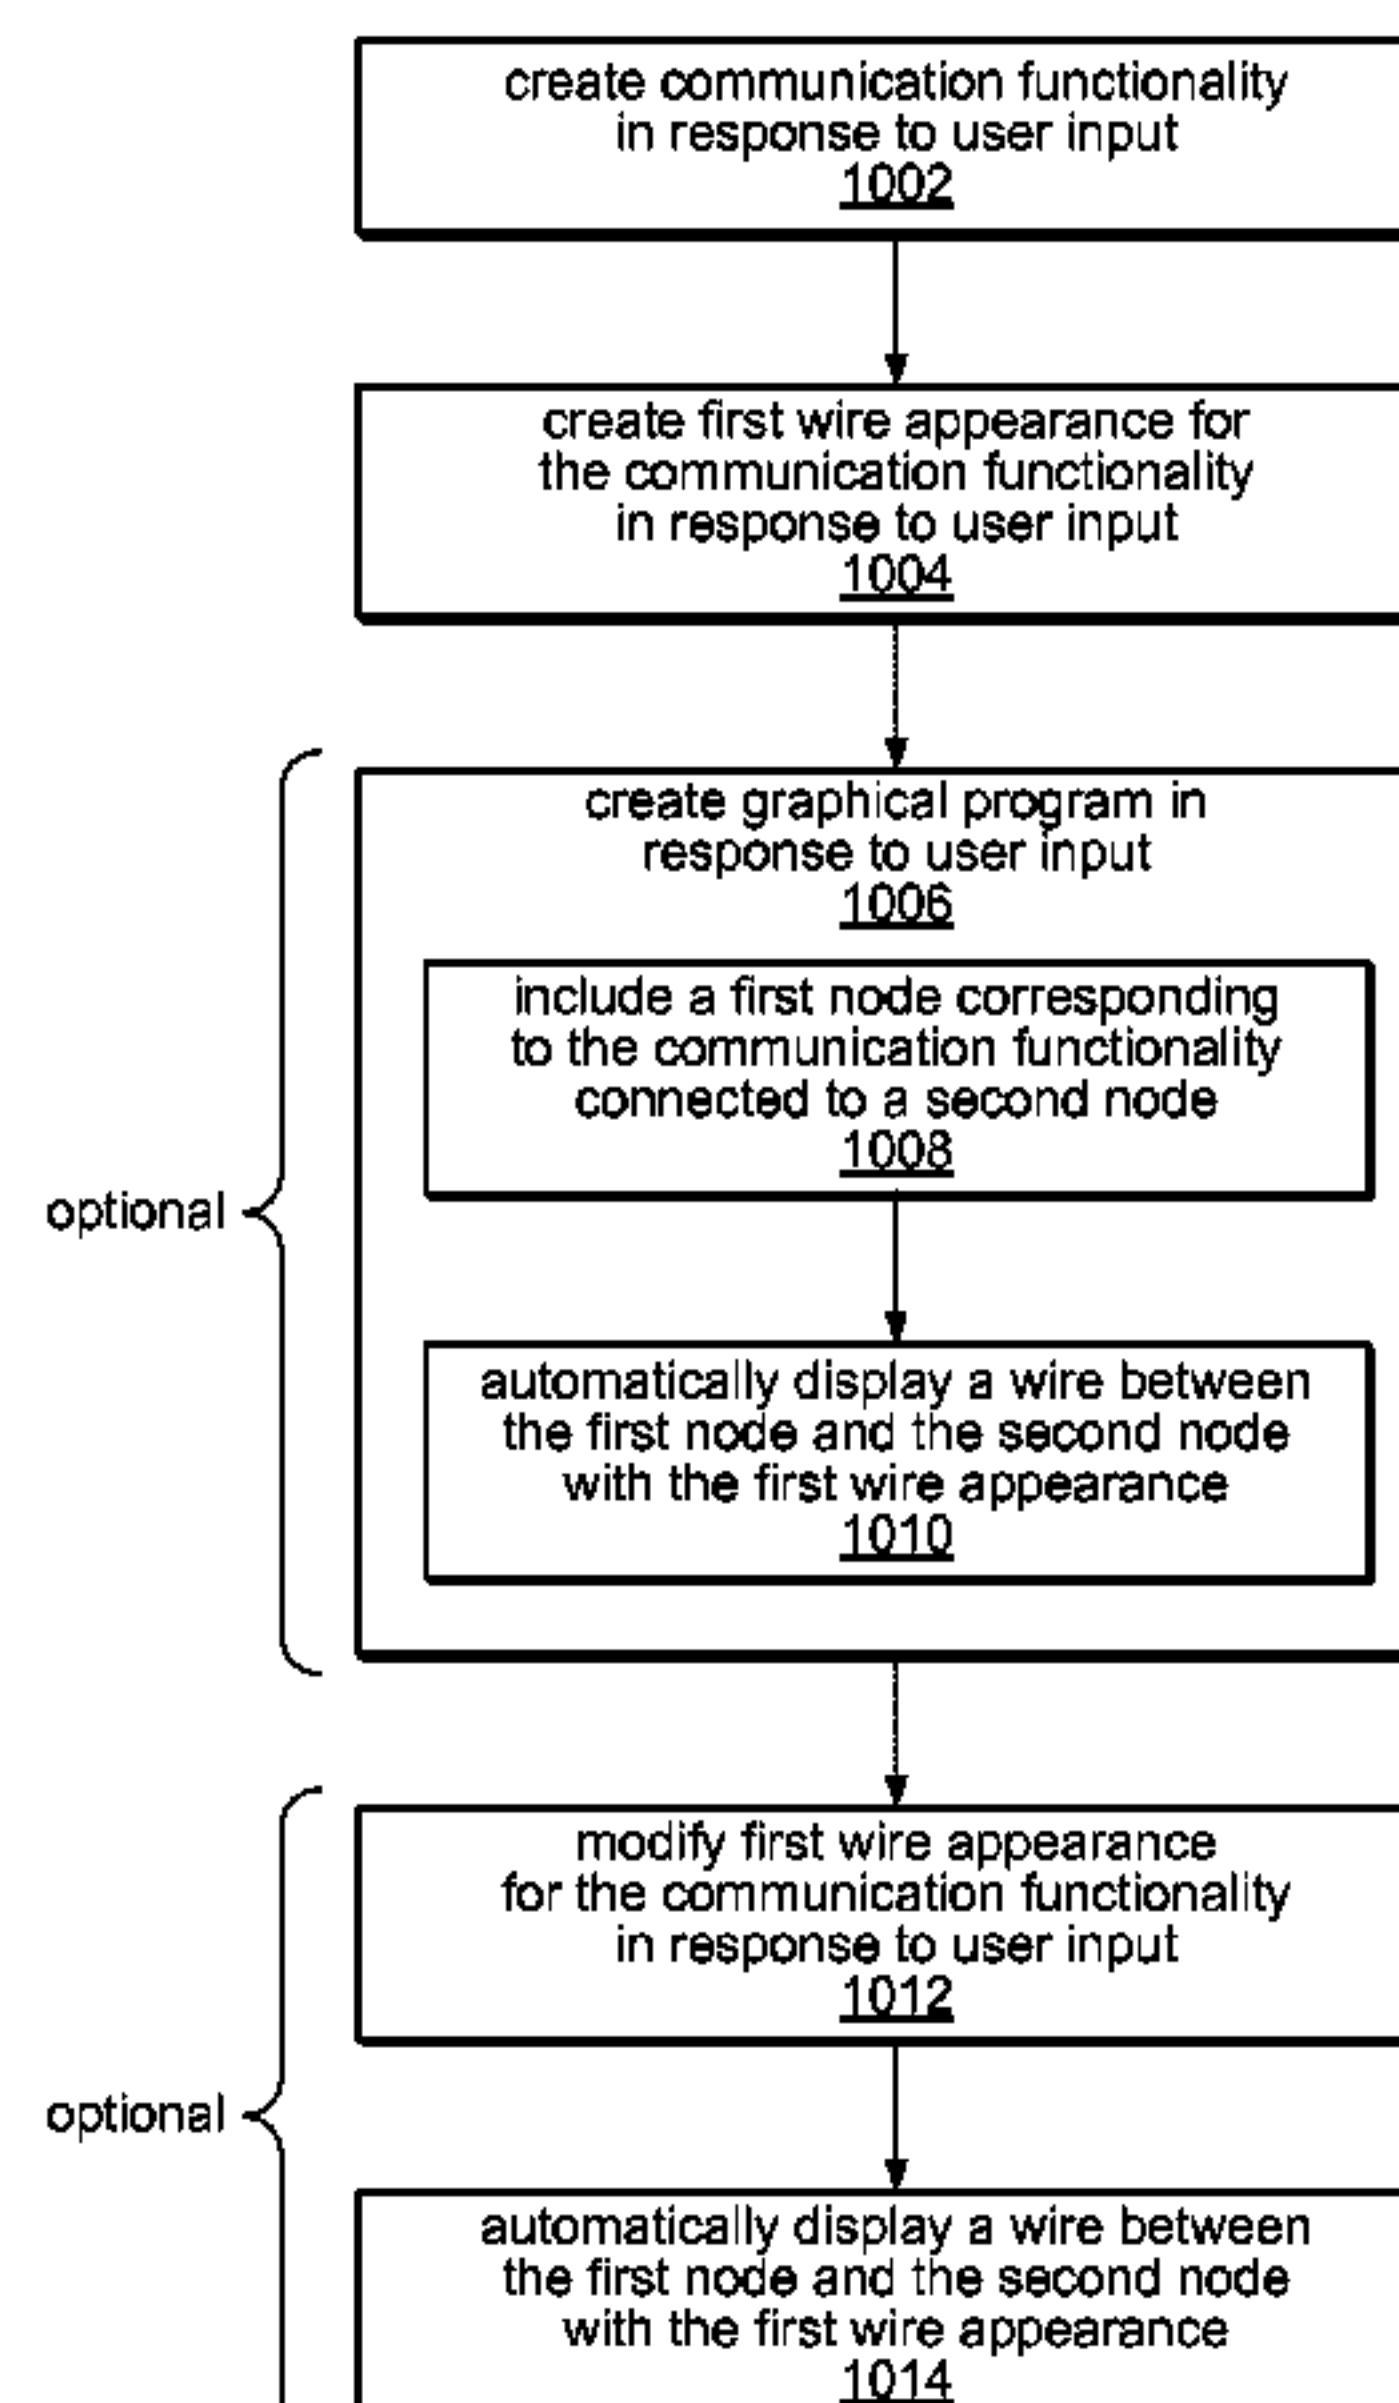 create communication functionality
in response to user input
1002
create first wire appearance for
the communication functionality
in response to user input
1004
create graphical program in
response to user input
1006
include a first node corresponding
to the communication functionality
connected to a second node
1008
optional
automatically display a wire between
the first node and the second node
with the first wire appearance
1010
modify first wire appearance
for the communication functionality
in response to user input
1012
optional
automatically display a wire between
the first node and the second node
with the first wire appearance
1014